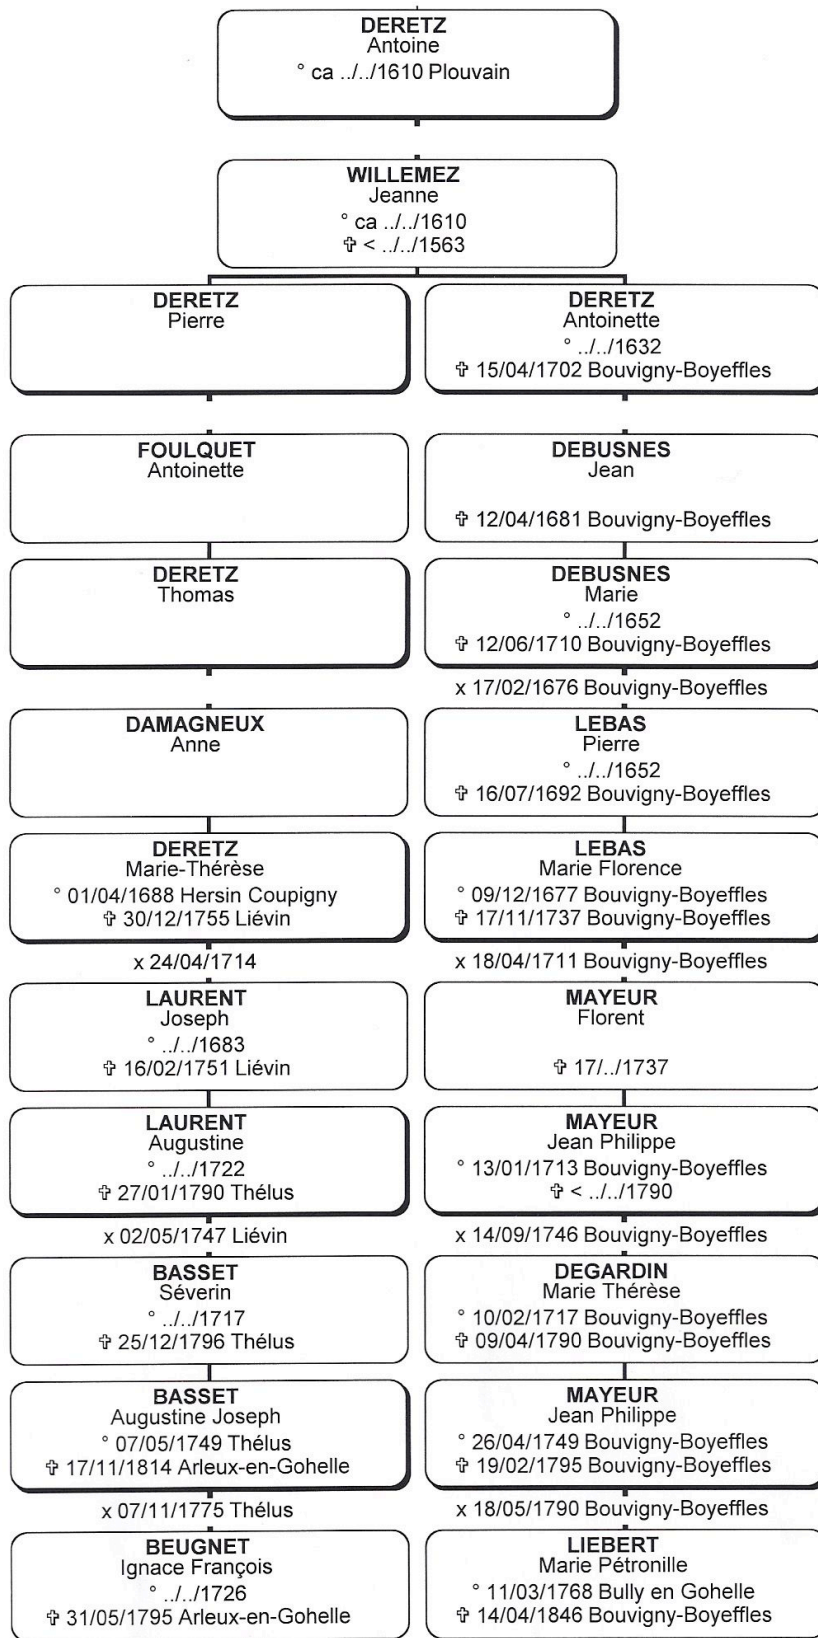 DERETZ
Antoine
° ca ../../1610 Plouvain
WILLEMEZ
Jeanne
° ca ../../1610
✞ < ../../1563
DERETZ
Pierre
DERETZ
Antoinette
° ../../1632
✞ 15/04/1702 Bouvigny-Boyeffles
FOULQUET
Antoinette
DEBUSNES
Jean
✞ 12/04/1681 Bouvigny-Boyeffles
DERETZ
Thomas
DEBUSNES
Marie
° ../../1652
✞ 12/06/1710 Bouvigny-Boyeffles
x 17/02/1676 Bouvigny-Boyeffles
DAMAGNEUX
Anne
LEBAS
Pierre
° ../../1652
✞ 16/07/1692 Bouvigny-Boyeffles
DERETZ
Marie-Thérèse
° 01/04/1688 Hersin Coupigny
✞ 30/12/1755 Liévin
x 24/04/1714
LEBAS
Marie Florence
° 09/12/1677 Bouvigny-Boyeffles
✞ 17/11/1737 Bouvigny-Boyeffles
x 18/04/1711 Bouvigny-Boyeffles
LAURENT
Joseph
° ../../1683
✞ 16/02/1751 Liévin
MAYEUR
Florent
✞ 17/../1737
LAURENT
Augustine
° ../../1722
✞ 27/01/1790 Thélus
x 02/05/1747 Liévin
MAYEUR
Jean Philippe
° 13/01/1713 Bouvigny-Boyeffles
✞ < ../../1790
x 14/09/1746 Bouvigny-Boyeffles
BASSET
Séverin
° ../../1717
✞ 25/12/1796 Thélus
DEGARDIN
Marie Thérèse
° 10/02/1717 Bouvigny-Boyeffles
✞ 09/04/1790 Bouvigny-Boyeffles
BASSET
Augustine Joseph
° 07/05/1749 Thélus
✞ 17/11/1814 Arleux-en-Gohelle
x 07/11/1775 Thélus
MAYEUR
Jean Philippe
° 26/04/1749 Bouvigny-Boyeffles
✞ 19/02/1795 Bouvigny-Boyeffles
x 18/05/1790 Bouvigny-Boyeffles
BEUGNET
Ignace François
° ../../1726
✞ 31/05/1795 Arleux-en-Gohelle
LIEBERT
Marie Pétronille
° 11/03/1768 Bully en Gohelle
✞ 14/04/1846 Bouvigny-Boyeffles